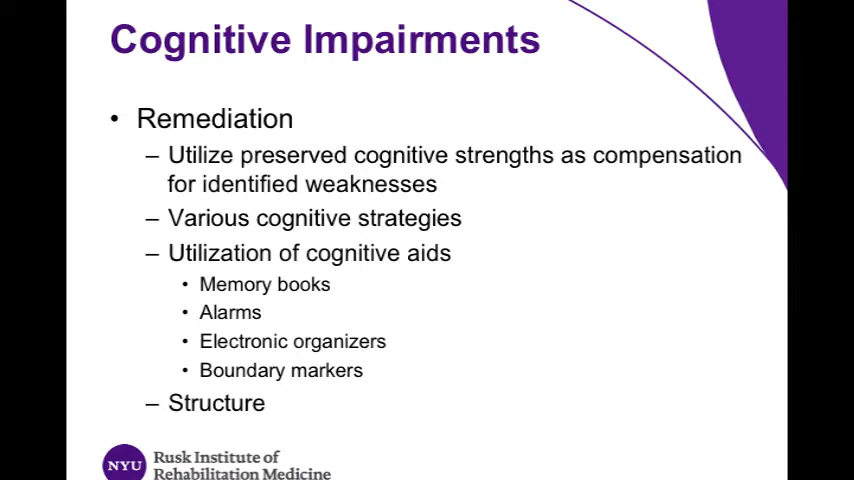 Cognitive Impairments
• Remediation
– Utilize preserved cognitive strengths as compensation
for identified weaknesses
– Various cognitive strategies
– Utilization of cognitive aids
• Memory books
• Alarms
• Electronic organizers
• Boundary markers
– Structure
NYU
Rusk Institute of
Rehabilitation Medicine